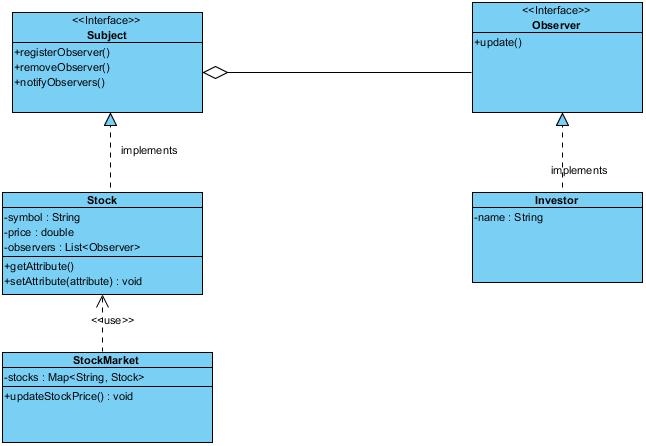 <<Interface>>
Subject
+registerObserver()
+removeObserver()
+notifyObservers()
<<Interface>>
Observer
+update()
implements
implements
Stock
-symbol : String
-price : double
-observers : List<Observer>
+getAttribute()
+setAttribute(attribute) : void
Investor
-name : String
<<use>>
StockMarket
-stocks : Map<String, Stock>
+updateStockPrice() : void